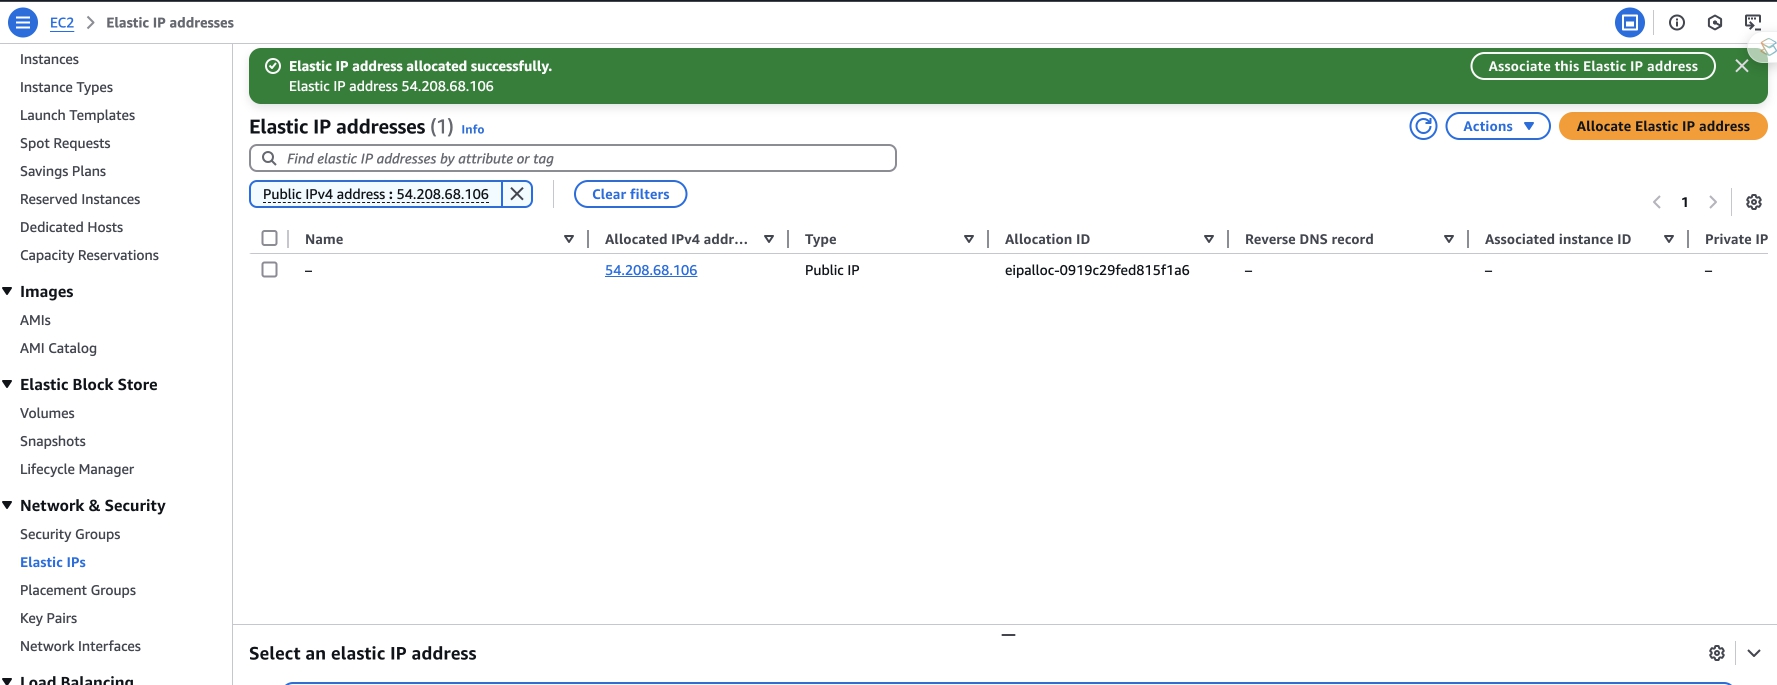 EC2 > Elastic IP addresses
Instances
Instance Types
Launch Templates
Spot Requests
Savings Plans
Reserved Instances
Dedicated Hosts
Capacity Reservations
Images
AMIs
AMI Catalog
Elastic Block Store
Volumes
Snapshots
Lifecycle Manager
Network & Security
Security Groups
Elastic IPs
Placement Groups
Key Pairs
Network Interfaces
Load Balancing
Elastic IP address allocated successfully.
Elastic IP address 54.208.68.106
Associate this Elastic IP address
Elastic IP addresses (1) Info
Actions
Allocate Elastic IP address
Find elastic IP addresses by attribute or tag
Public IPv4 address : 54.208.68.106
Clear filters
1
Name Allocated IPv4 addr... Type Allocation ID Reverse DNS record Associated instance ID Private IP
– 54.208.68.106 Public IP eipalloc-0919c29fed815f1a6 – – –
Select an elastic IP address